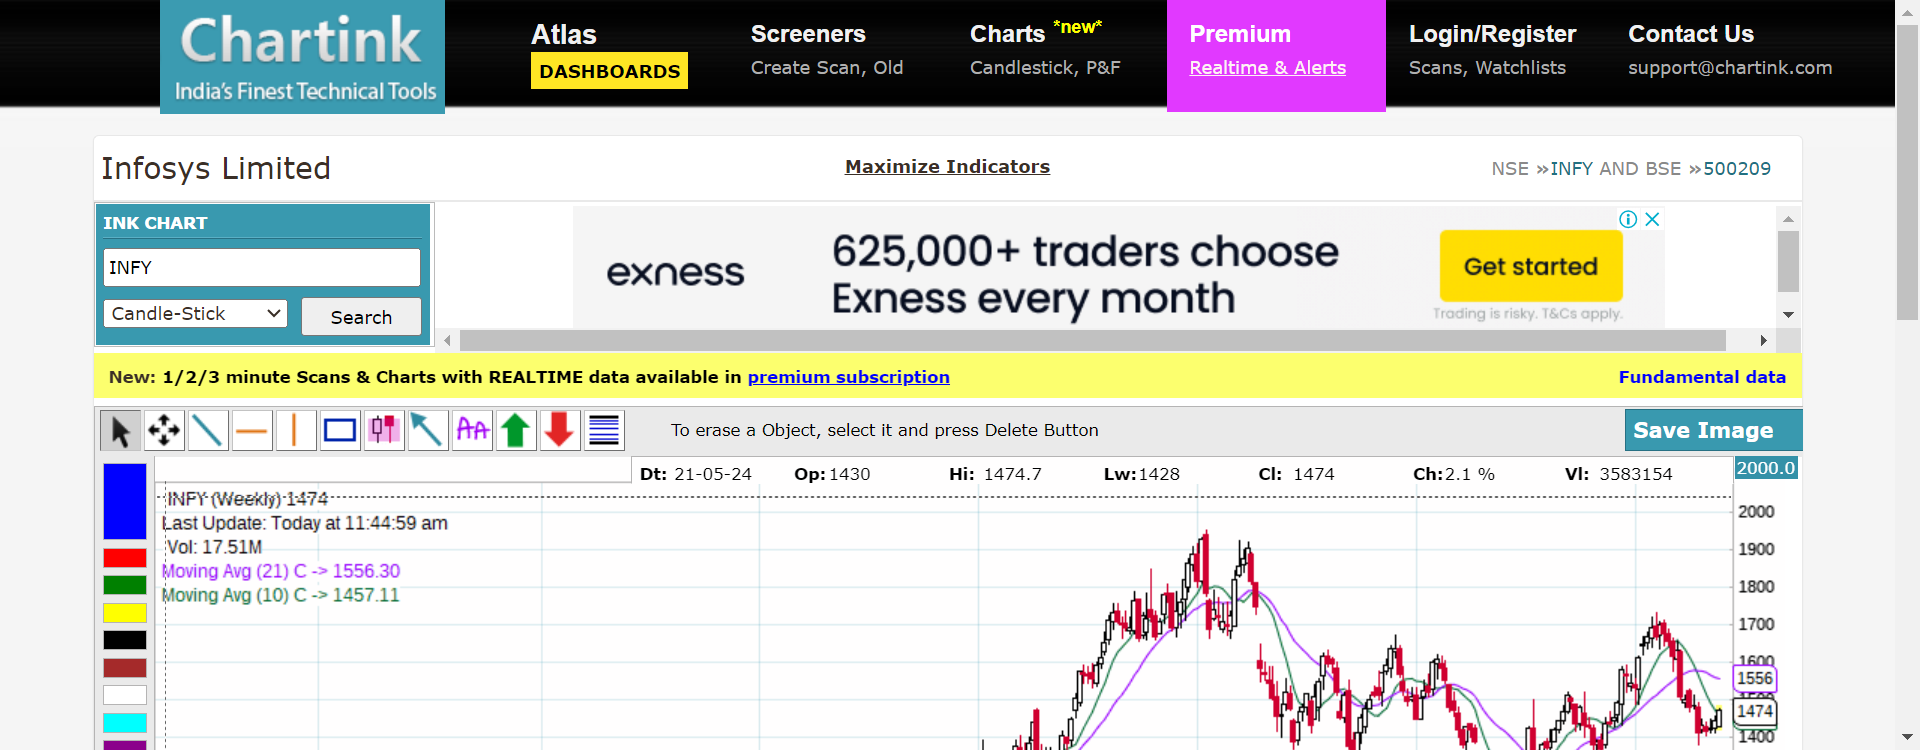 Chartink
India's Finest Technical Tools
Atlas
DASHBOARDS
Screeners
Create Scan, Old
Charts *new*
Candlestick, P&F
Premium
Realtime & Alerts
Login/Register
Scans, Watchlists
Contact Us
support@chartink.com
Infosys Limited
Maximize Indicators
NSE »INFY AND BSE »500209
INK CHART
INFY
Candle-Stick
Search
exness
625,000+ traders choose
Exness every month
Get started
Trading is risky. T&Cs apply.
New: 1/2/3 minute Scans & Charts with REALTIME data available in premium subscription
Fundamental data
AA
To erase a Object, select it and press Delete Button
Save Image
Dt: 21-05-24 Op:1430 Hi: 1474.7 Lw:1428 Cl: 1474 Ch:2.1 % Vl: 3583154
2000.0
INFY (Weekly) 1474
Last Update: Today at 11:44:59 am
Vol: 17.51M
Moving Avg (21) C -> 1556.30
Moving Avg (10) C -> 1457.11
2000
1900
1800
1700
1600
1556
1474
1400